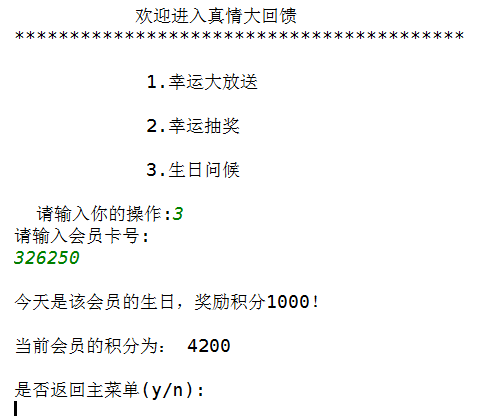 欢迎进入真情大回馈
*****************************************
1.幸运大放送
2.幸运抽奖
3.生日问候
请输入你的操作:3
请输入会员卡号:
326250
今天是该会员的生日，奖励积分1000！
当前会员的积分为： 4200
是否返回主菜单(y/n):